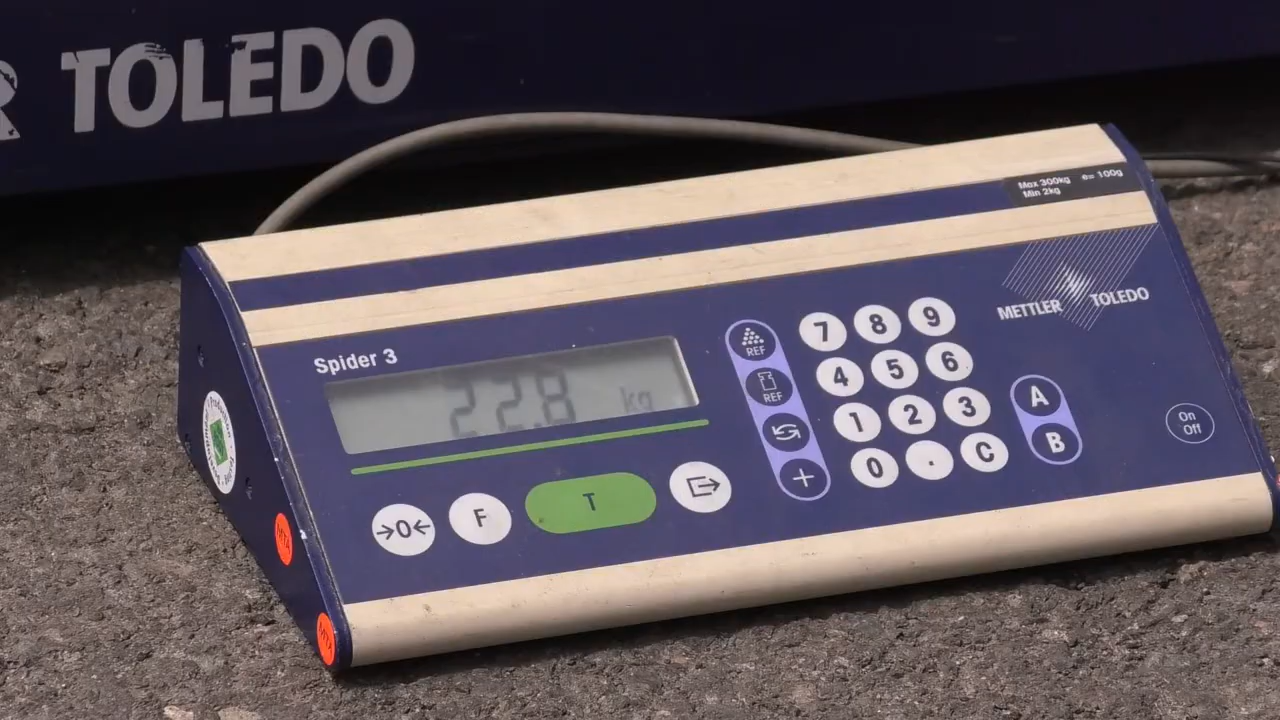 R TOLEDO
Max 300kg e= 100g
Min 2kg
METTLER TOLEDO
Spider 3
22.8 kg
REF
REF
7 8 9
4 5 6
1 2 3
0 . C
+
A
B
On
Off
→0←
F
T